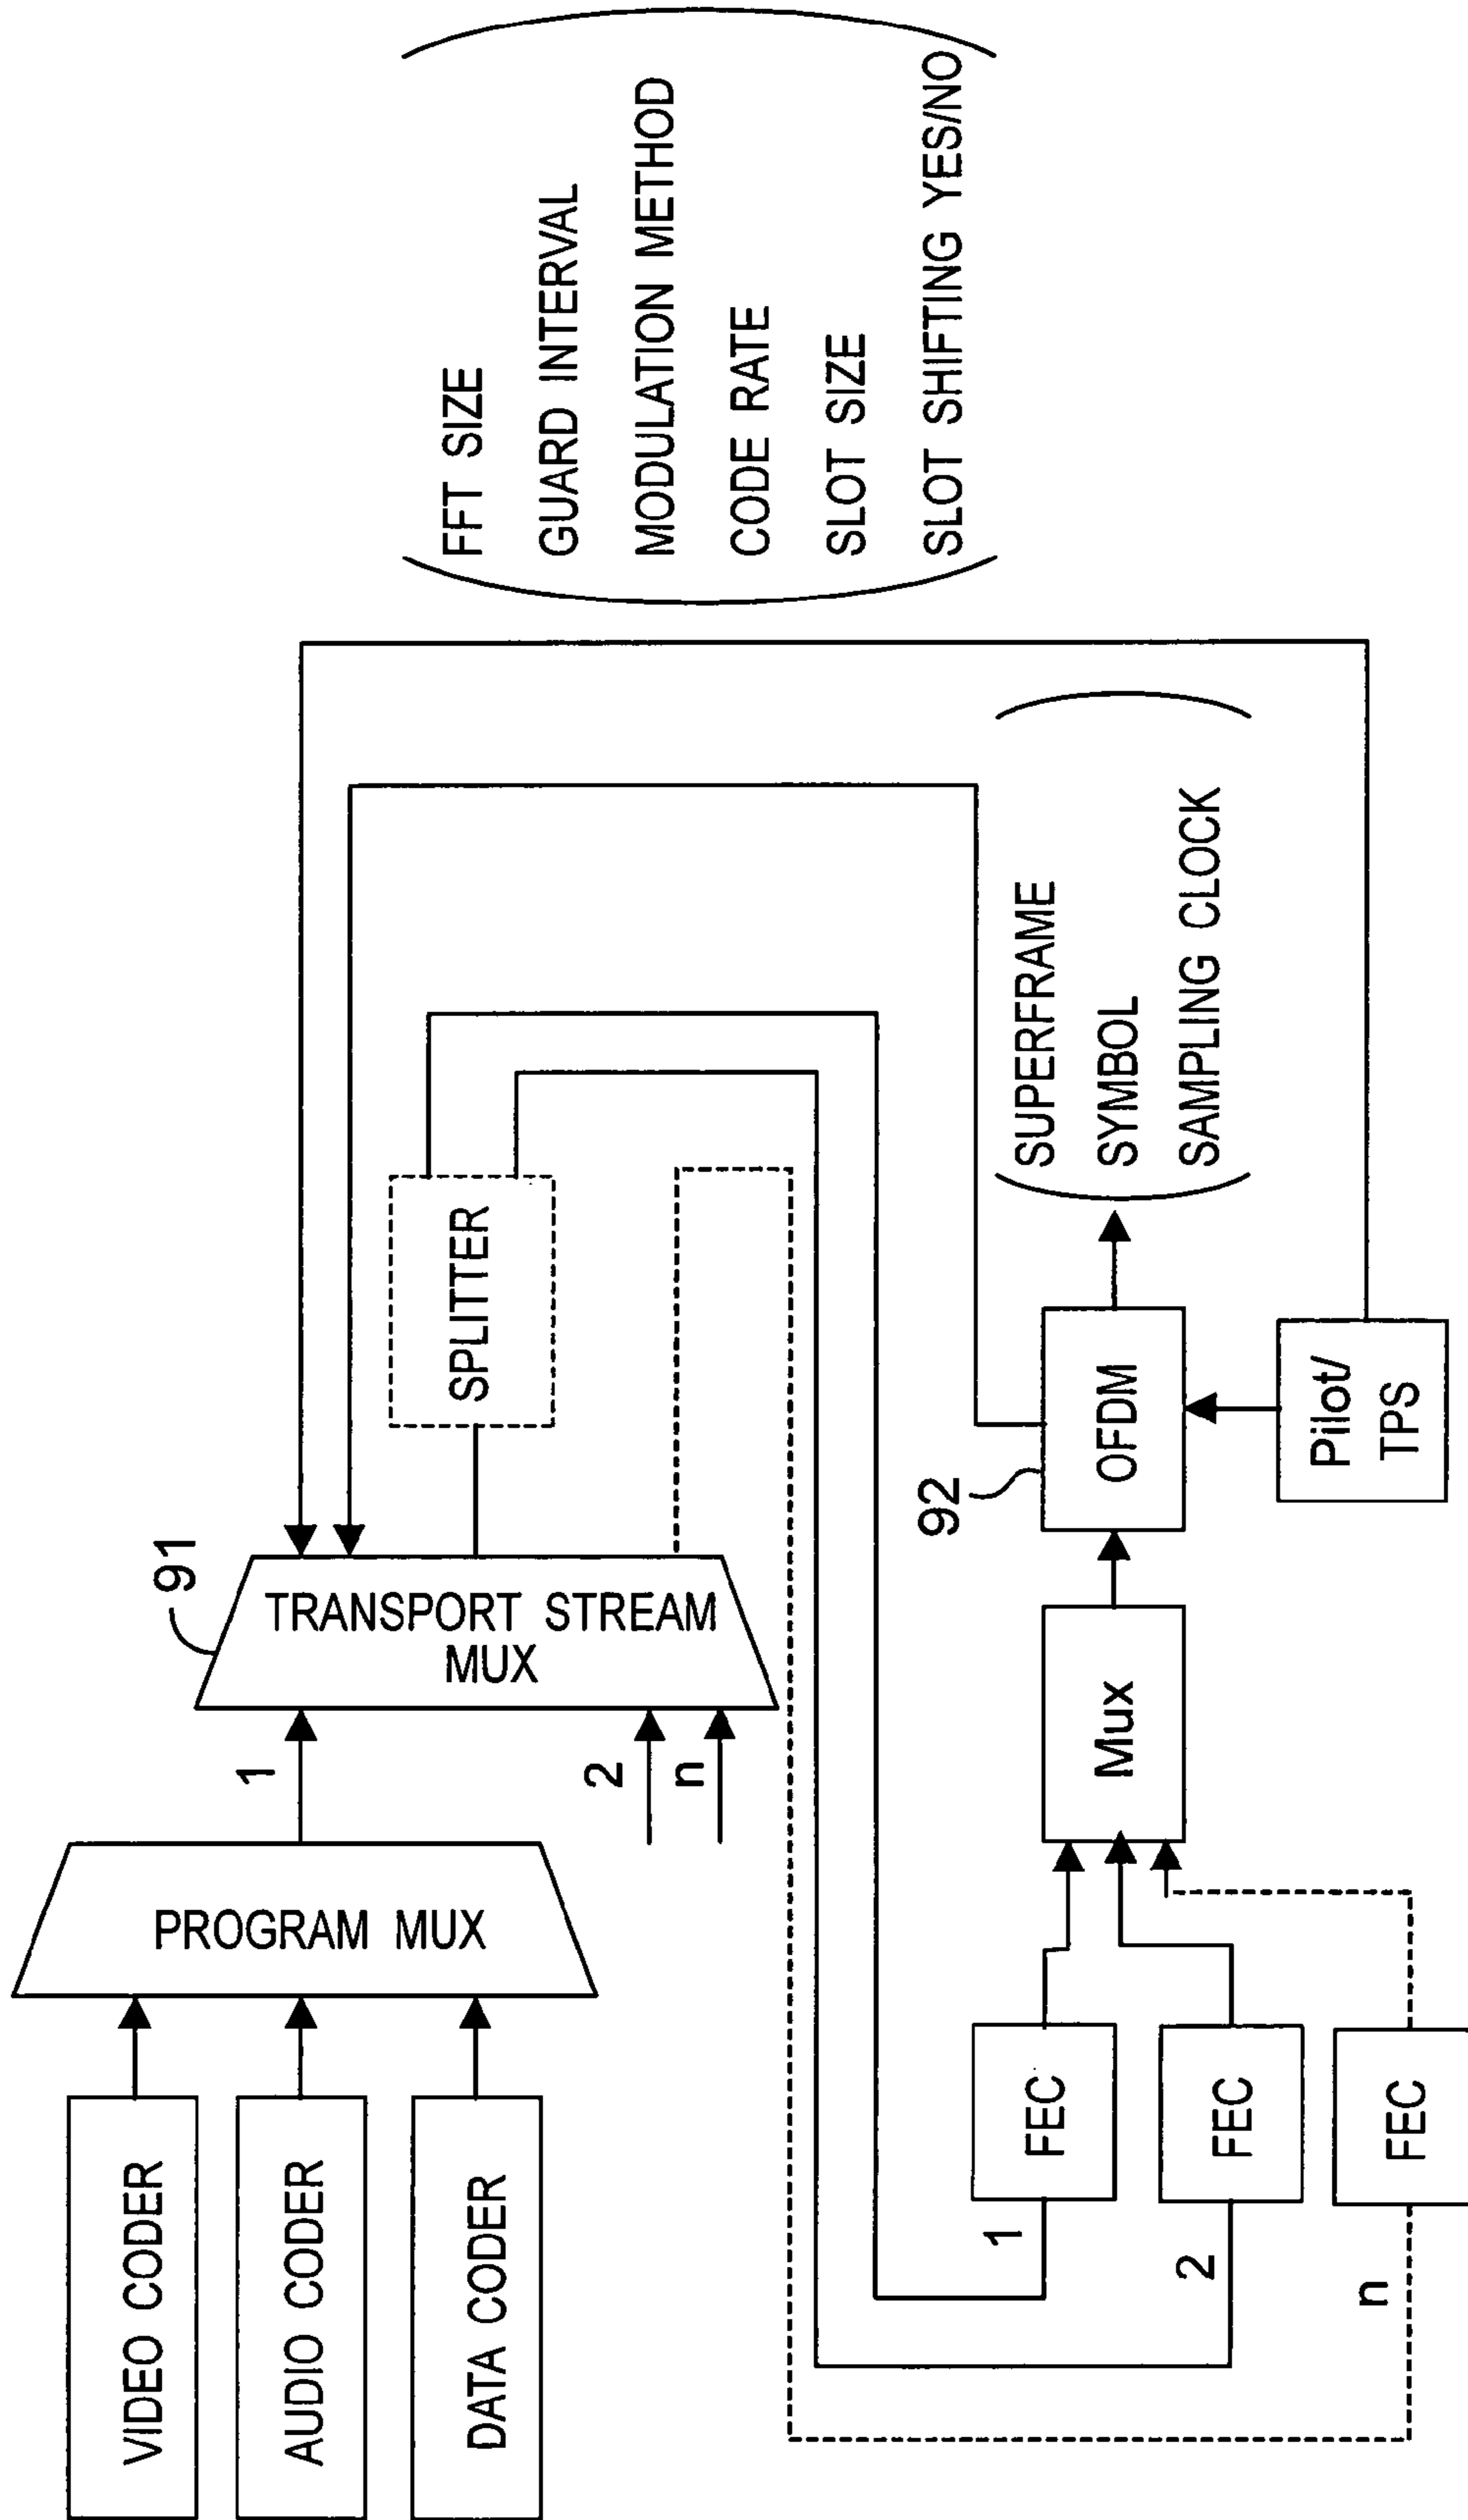 VIDEO CODER
AUDIO CODER
DATA CODER
PROGRAM MUX
1
2
n
91
TRANSPORT STREAM
MUX
SPLITTER
FFT SIZE
GUARD INTERVAL
MODULATION METHOD
CODE RATE
SLOT SIZE
SLOT SHIFTING YES/NO
1
2
n
FEC
FEC
FEC
Mux
92
OFDM
Pilot/
TPS
SUPERFRAME
SYMBOL
SAMPLING CLOCK